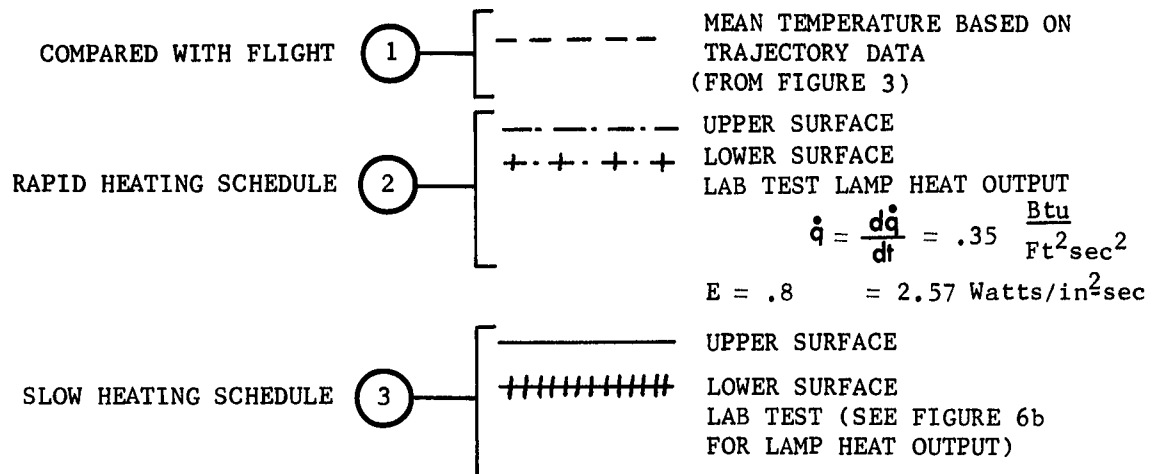 COMPARED WITH FLIGHT 1 MEAN TEMPERATURE BASED ON
TRAJECTORY DATA
(FROM FIGURE 3)
UPPER SURFACE
LOWER SURFACE
RAPID HEATING SCHEDULE 2 LAB TEST LAMP HEAT OUTPUT
q̇ = dq̇/dt = .35 Btu/Ft²sec²
E = .8 = 2.57 Watts/in²sec
UPPER SURFACE
SLOW HEATING SCHEDULE 3 LOWER SURFACE
LAB TEST (SEE FIGURE 6b
FOR LAMP HEAT OUTPUT)